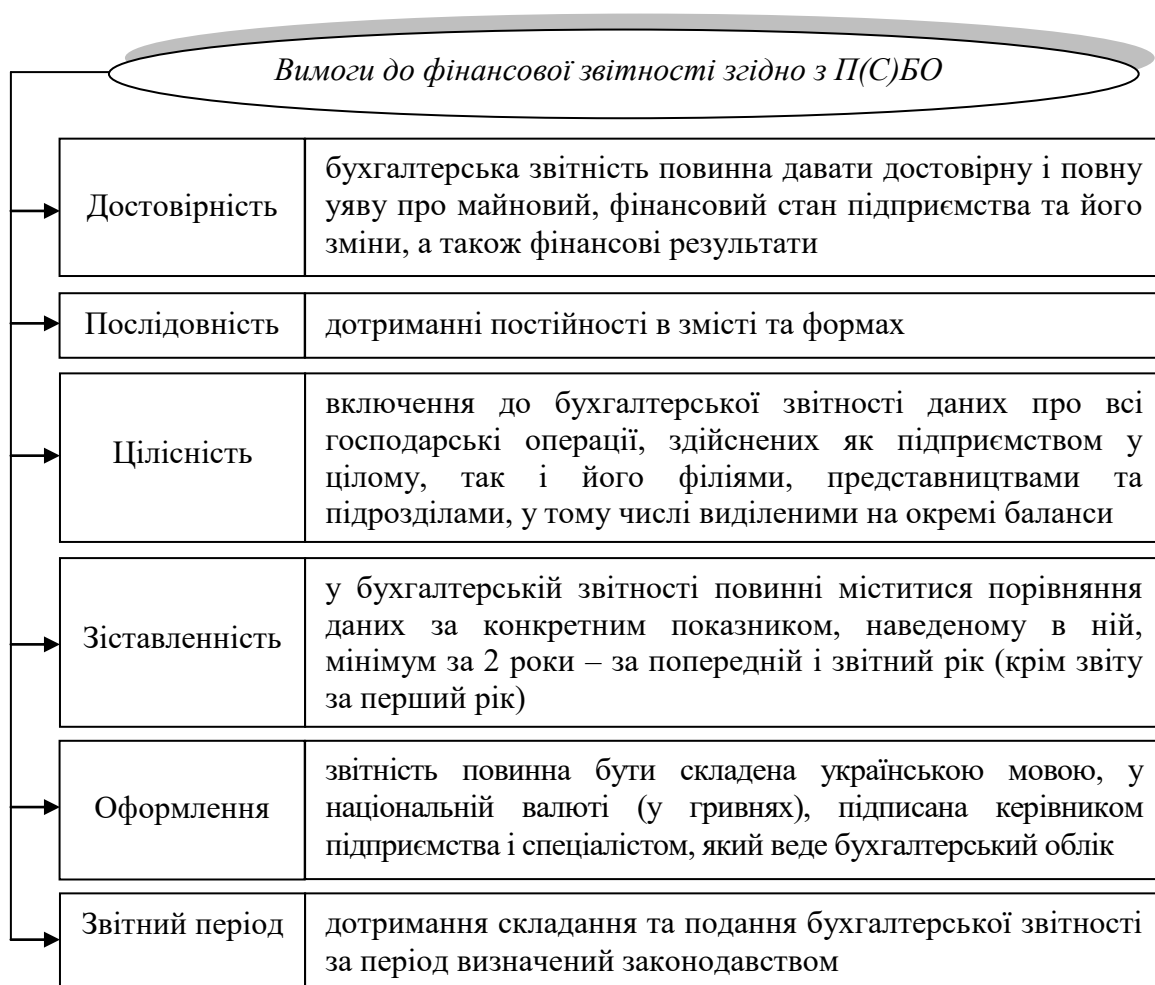 Вимоги до фінансової звітності згідно з П(С)БО
Достовірність
бухгалтерська звітність повинна давати достовірну і повну
уяву про майновий, фінансовий стан підприємства та його
зміни, а також фінансові результати
Послідовність
дотриманні постійності в змісті та формах
Цілісність
включення до бухгалтерської звітності даних про всі
господарські операції, здійснених як підприємством у
цілому, так і його філіями, представництвами та
підрозділами, у тому числі виділеними на окремі баланси
Зіставленність
у бухгалтерській звітності повинні міститися порівняння
даних за конкретним показником, наведеному в ній,
мінімум за 2 роки – за попередній і звітний рік (крім звіту
за перший рік)
Оформлення
звітність повинна бути складена українською мовою, у
національній валюті (у гривнях), підписана керівником
підприємства і спеціалістом, який веде бухгалтерський облік
Звітний період
дотримання складання та подання бухгалтерської звітності
за період визначений законодавством